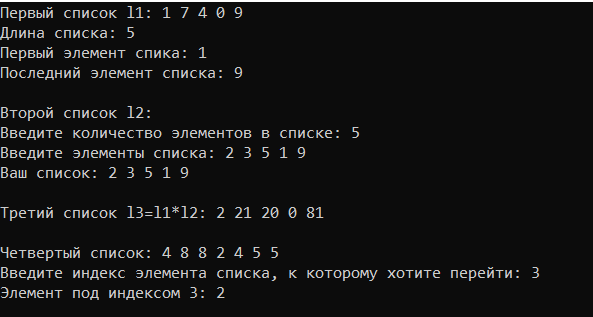 Первый список l1: 1 7 4 0 9
Длина списка: 5
Первый элемент спика: 1
Последний элемент списка: 9
Второй список l2:
Введите количество элементов в списке: 5
Введите элементы списка: 2 3 5 1 9
Ваш список: 2 3 5 1 9
Третий список l3=l1*l2: 2 21 20 0 81
Четвертый список: 4 8 8 2 4 5 5
Введите индекс элемента списка, к которому хотите перейти: 3
Элемент под индексом 3: 2